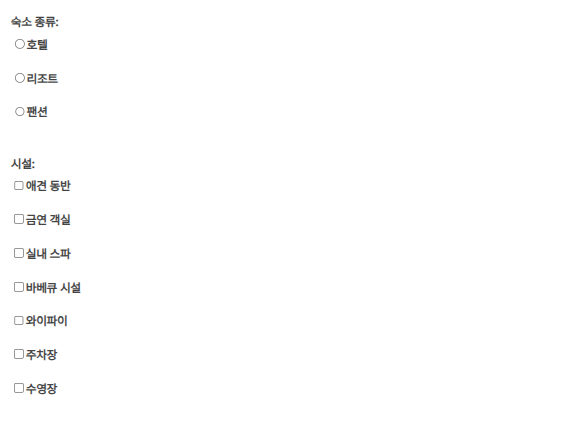 숙소 종류:
호텔
리조트
팬션
시설:
애견 동반
금연 객실
실내 스파
바베큐 시설
와이파이
주차장
수영장